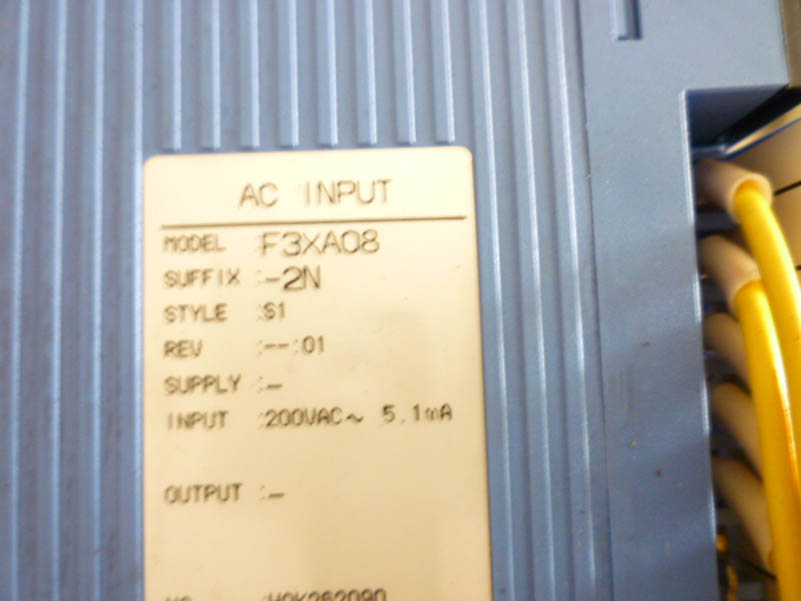 AC INPUT
MODEL :F3XA08
SUFFIX :-2N
STYLE :S1
REV :--:01
SUPPLY :-
INPUT :200VAC~ 5.1mA
OUTPUT :-